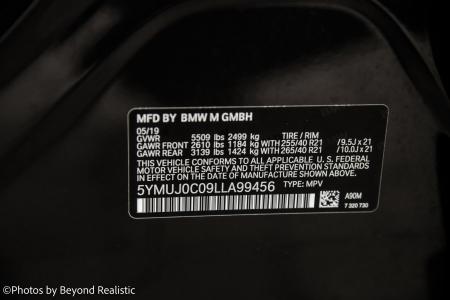 MFD BY BMW M GMBH
05/19
GVWR 5509 lbs 2499 kg TIRE / RIM
GAWR FRONT 2610 lbs 1184 kg with 255/40 R21 /9.5J x 21
GAWR REAR 3139 lbs 1424 kg with 265/40 R21 /10.0J x 21
THIS VEHICLE CONFORMS TO ALL APPLICABLE U.S. FEDERAL
MOTOR VEHICLE SAFETY AND THEFT PREVENTION STANDARDS
IN EFFECT ON THE DATE OF MANUFACTURE SHOWN ABOVE.
5YMUJ0C09LLA99456 TYPE: MPV A90M
7 320 730
©Photos by Beyond Realistic